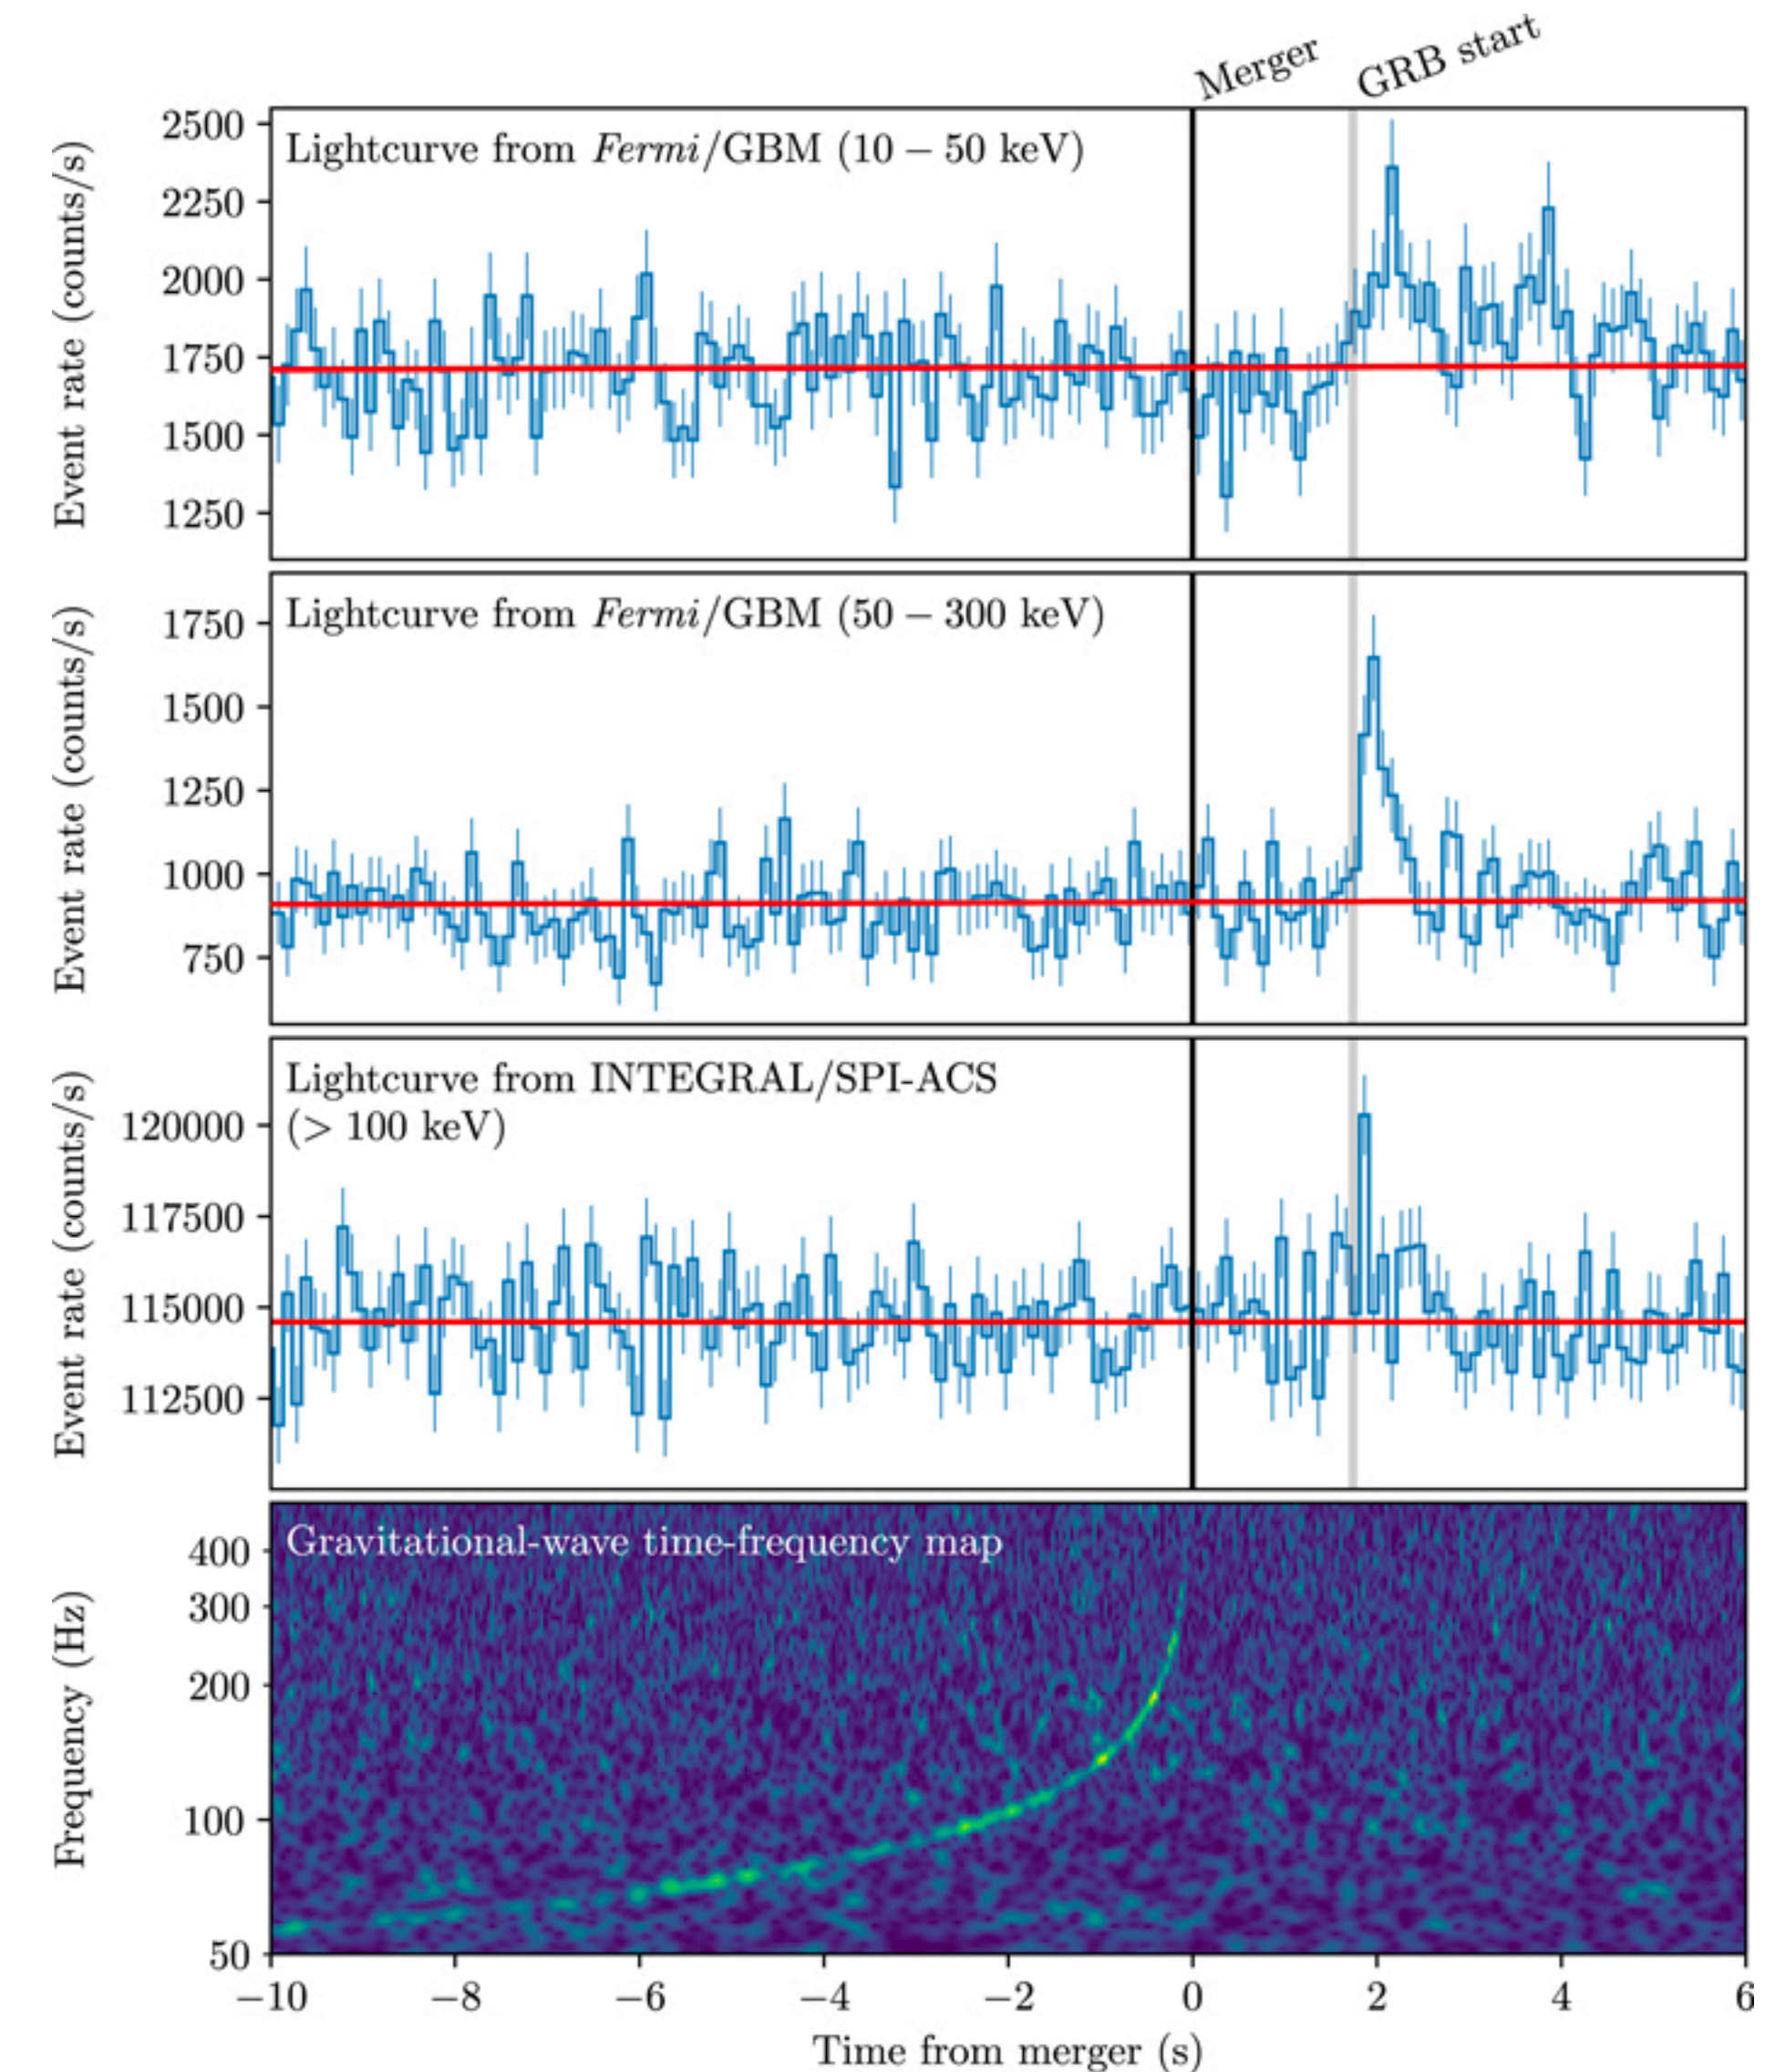 Merger
GRB start
Lightcurve from Fermi/GBM (10 – 50 keV)
Event rate (counts/s)
2500
2250
2000
1750
1500
1250
Lightcurve from Fermi/GBM (50 – 300 keV)
Event rate (counts/s)
1750
1500
1250
1000
750
Lightcurve from INTEGRAL/SPI-ACS
(> 100 keV)
Event rate (counts/s)
120000
117500
115000
112500
Gravitational-wave time-frequency map
Frequency (Hz)
400
300
200
100
50
−10 −8 −6 −4 −2 0 2 4 6
Time from merger (s)